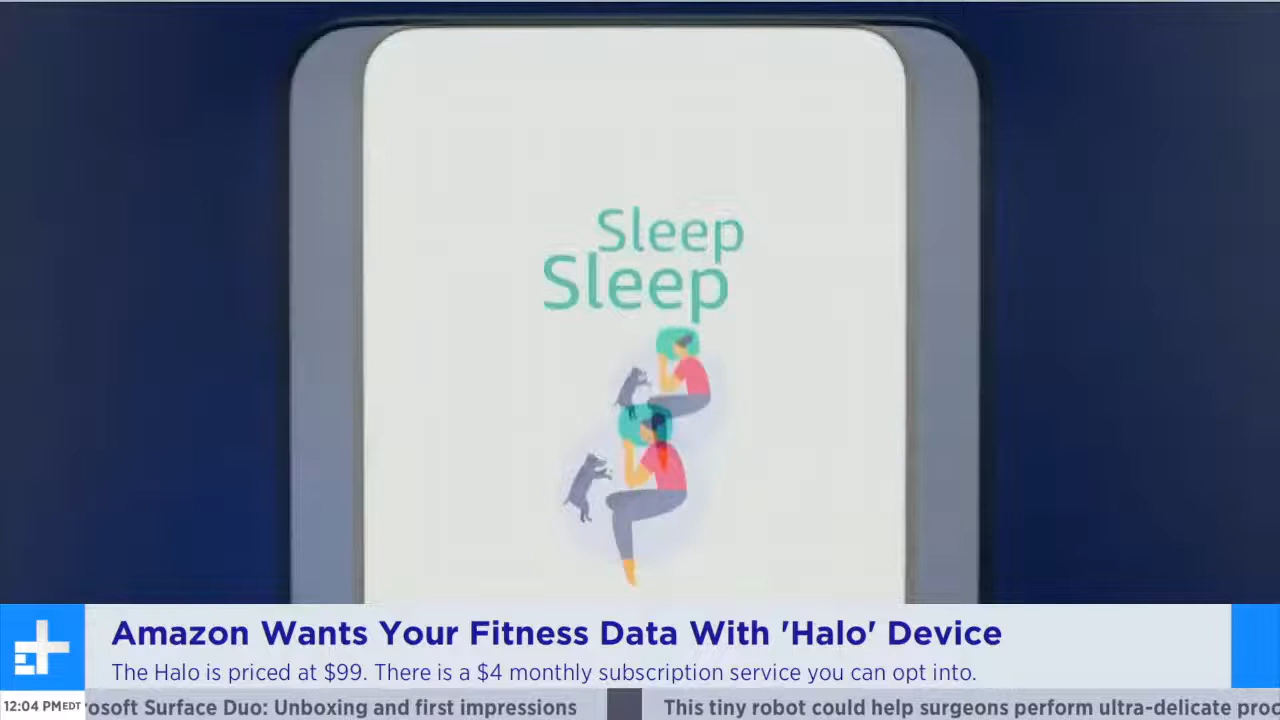 Sleep
Sleep
Amazon Wants Your Fitness Data With 'Halo' Device
The Halo is priced at $99. There is a $4 monthly subscription service you can opt into.
12:04 PM EDT
Surface Duo: Unboxing and first impressions
This tiny robot could help surgeons perform ultra-delicate